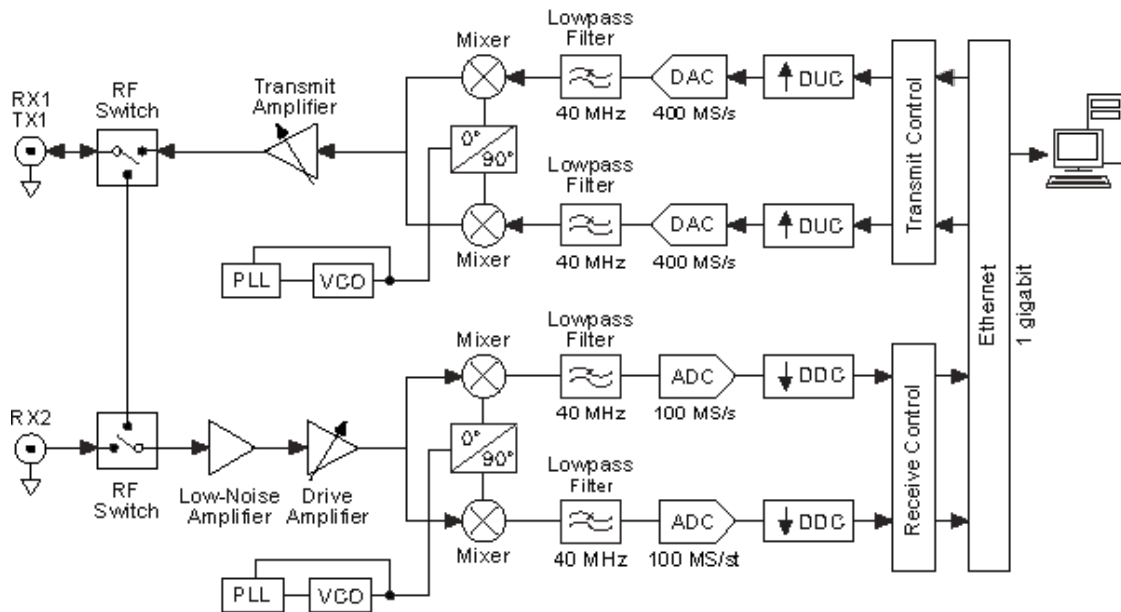 Lowpass
Filter
Mixer
DAC
DUC
40 MHz
400 MS/s
RX1
TX1
RF
Switch
Transmit
Amplifier
0°
90°
Lowpass
Filter
DAC
DUC
40 MHz
400 MS/s
Mixer
PLL
VCO
Transmit Control
Ethernet
1 gigabit
Lowpass
Filter
Mixer
ADC
DDC
40 MHz
100 MS/s
RX2
RF
Switch
Low-Noise
Amplifier
Drive
Amplifier
0°
90°
Lowpass
Filter
ADC
DDC
40 MHz
100 MS/st
Mixer
PLL
VCO
Receive Control